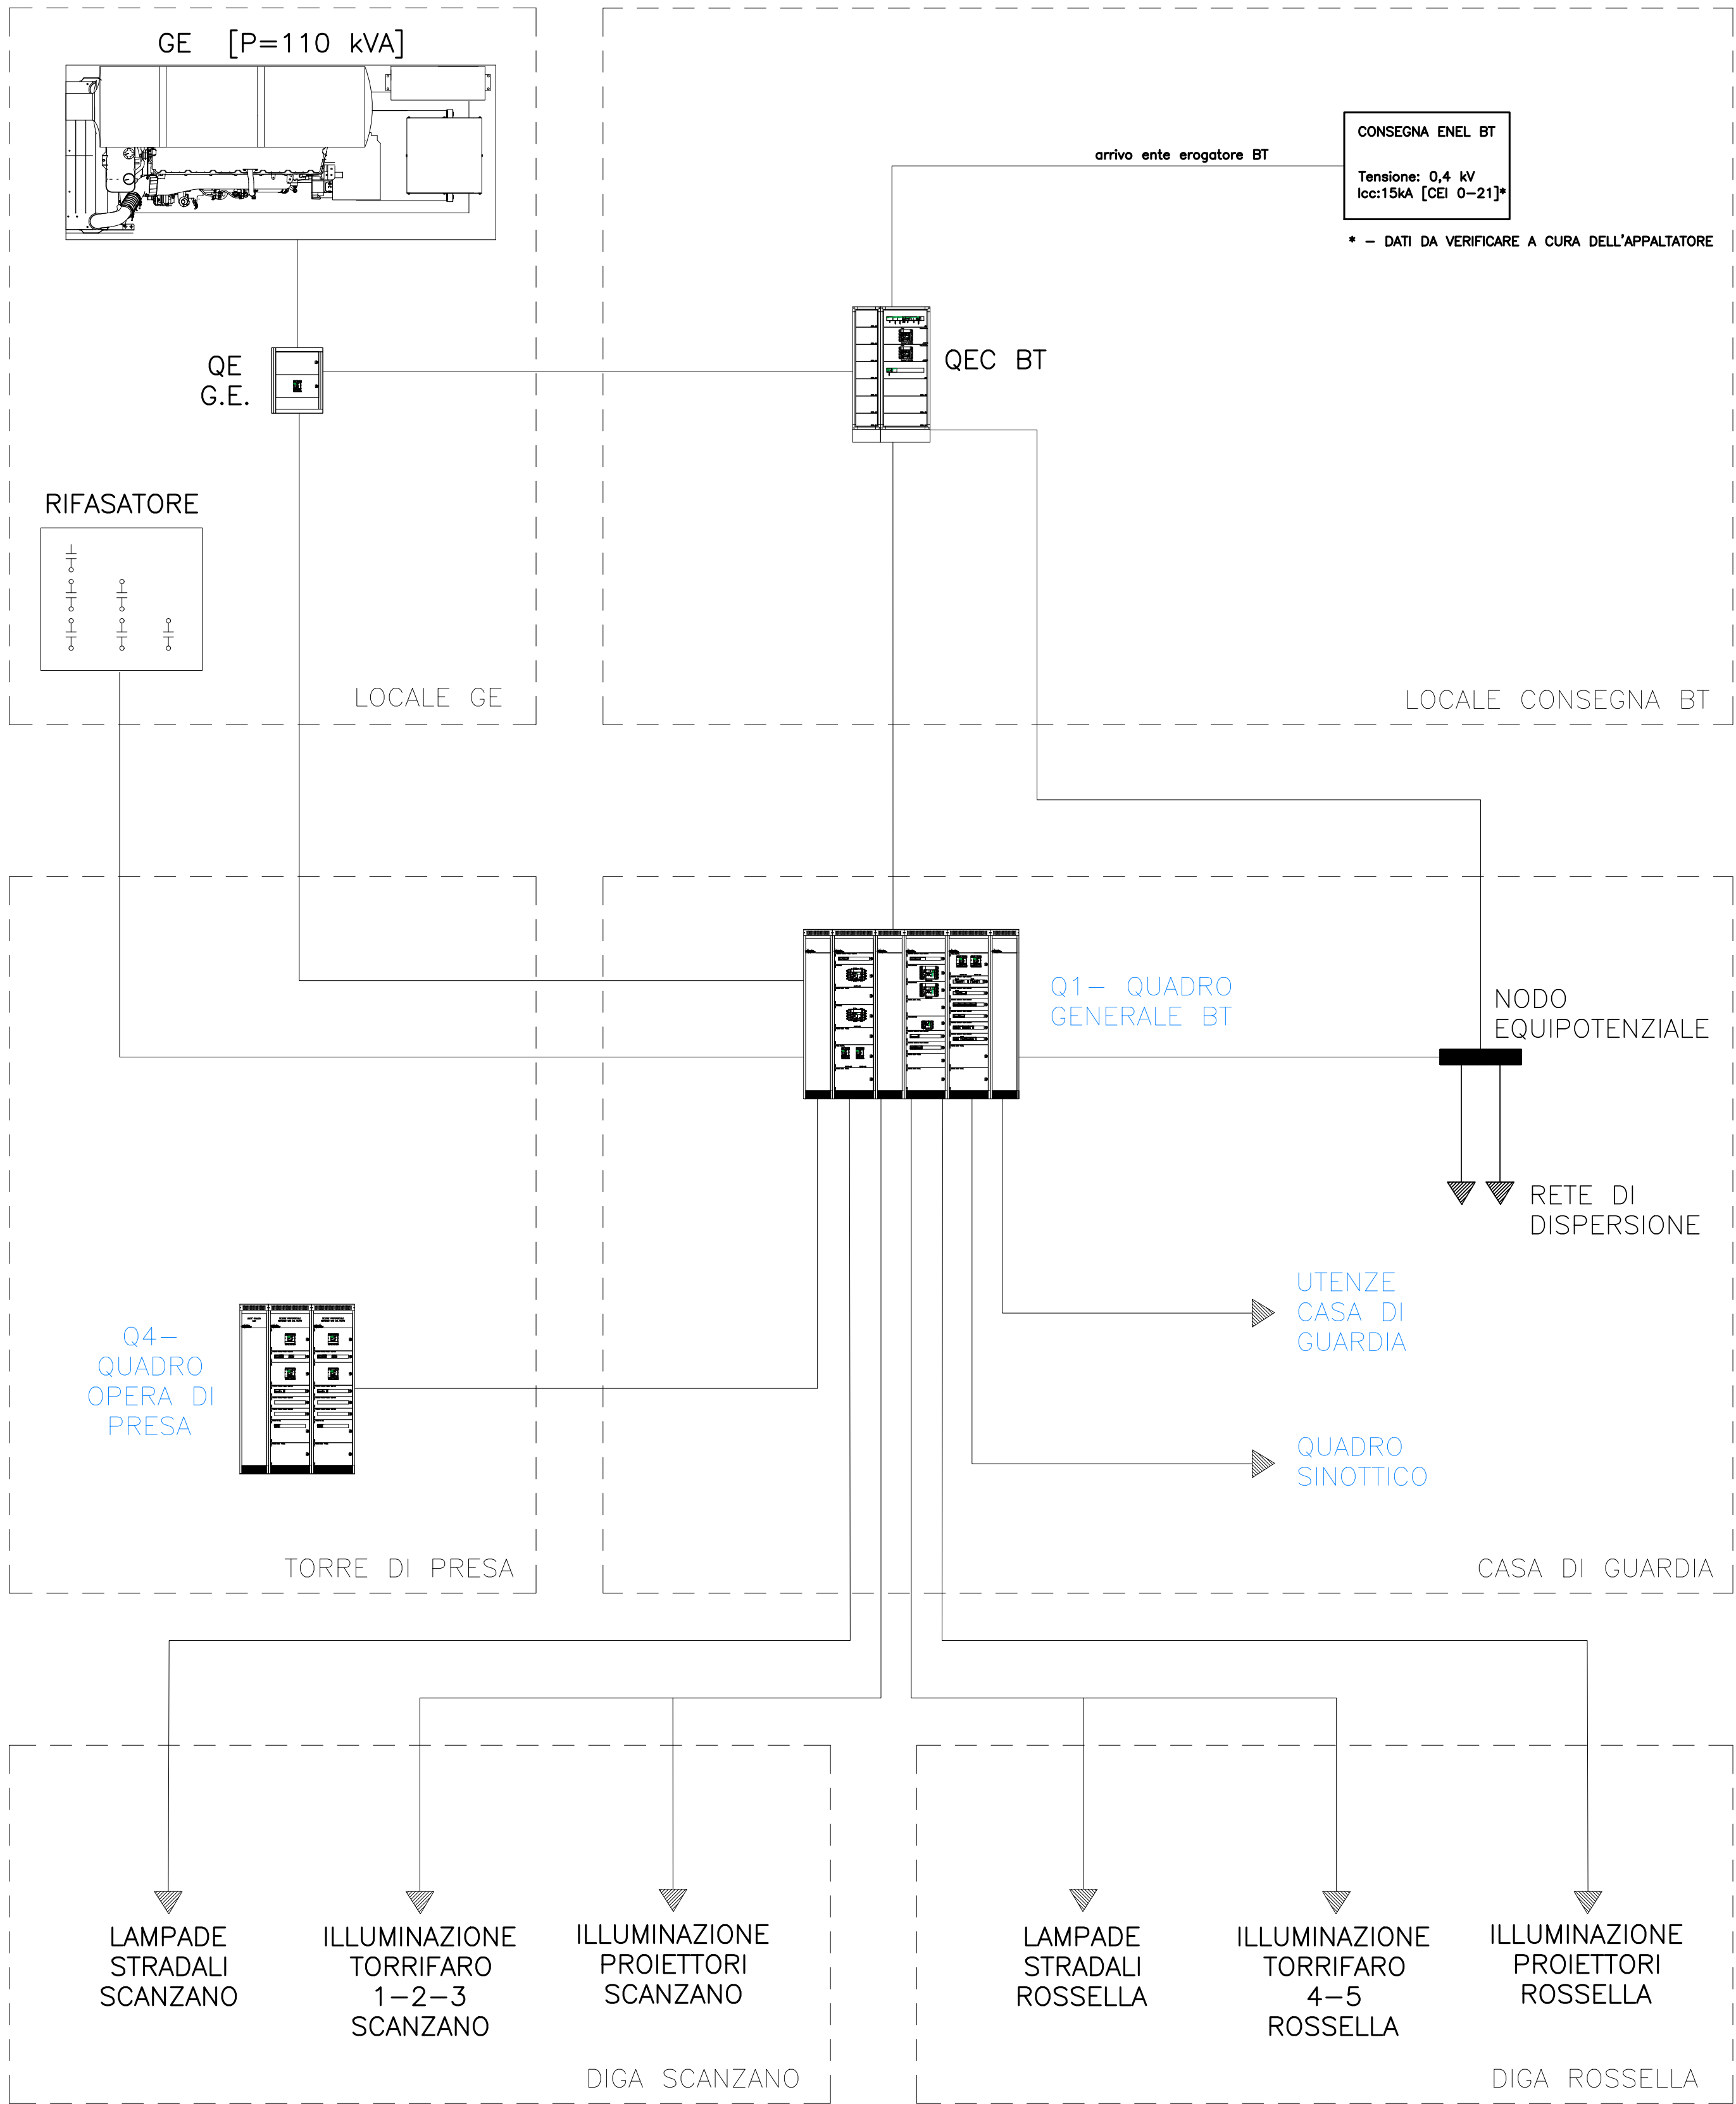 GE [P=110 kVA]
CONSEGNA ENEL BT
Tensione: 0,4 kV
Icc:15kA [CEI 0-21]*
arrivo ente erogatore BT
* - DATI DA VERIFICARE A CURA DELL'APPALTATORE
QE
G.E.
QEC BT
RIFASATORE
LOCALE GE
LOCALE CONSEGNA BT
Q1- QUADRO
GENERALE BT
NODO
EQUIPOTENZIALE
RETE DI
DISPERSIONE
UTENZE
CASA DI
GUARDIA
Q4-
QUADRO
OPERA DI
PRESA
QUADRO
SINOTTICO
TORRE DI PRESA
CASA DI GUARDIA
LAMPADE
STRADALI
SCANZANO
ILLUMINAZIONE
TORRIFARO
1-2-3
SCANZANO
ILLUMINAZIONE
PROIETTORI
SCANZANO
LAMPADE
STRADALI
ROSSELLA
ILLUMINAZIONE
TORRIFARO
4-5
ROSSELLA
ILLUMINAZIONE
PROIETTORI
ROSSELLA
DIGA SCANZANO
DIGA ROSSELLA